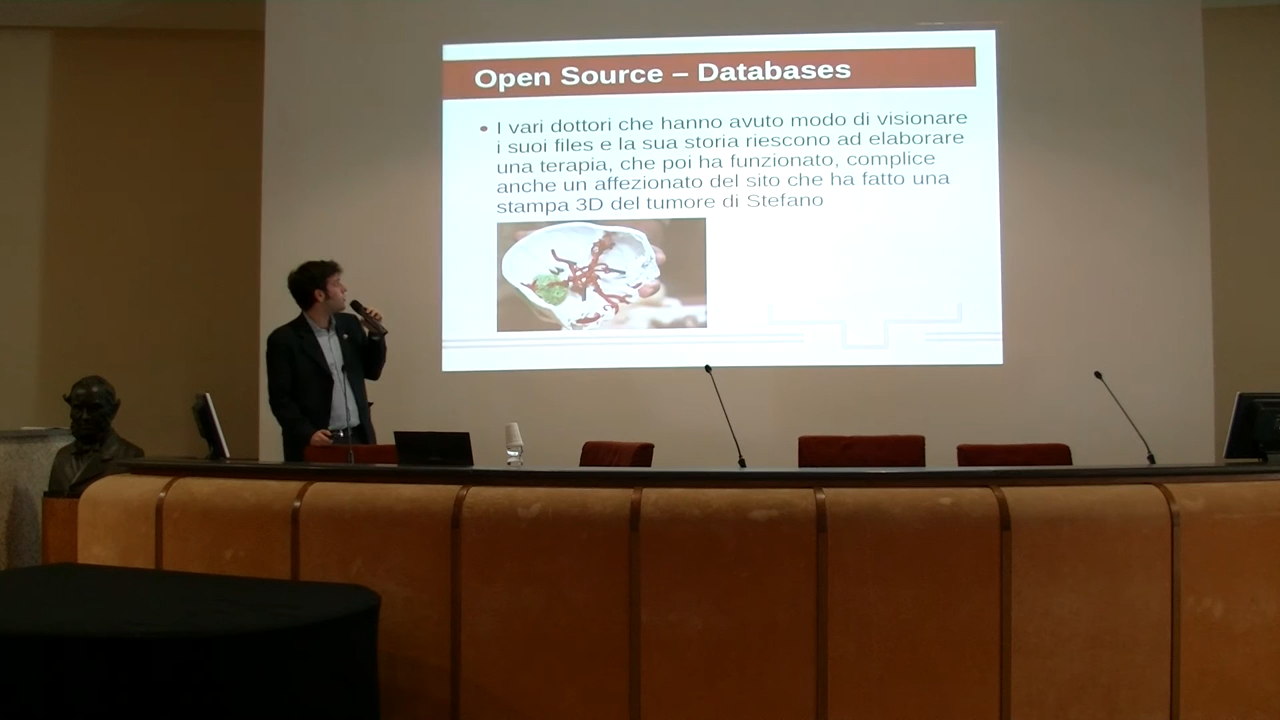 Open Source – Databases
• I vari dottori che hanno avuto modo di visionare
i suoi files e la sua storia riescono ad elaborare
una terapia, che poi ha funzionato, complice
anche un affezionato del sito che ha fatto una
stampa 3D del tumore di Stefano